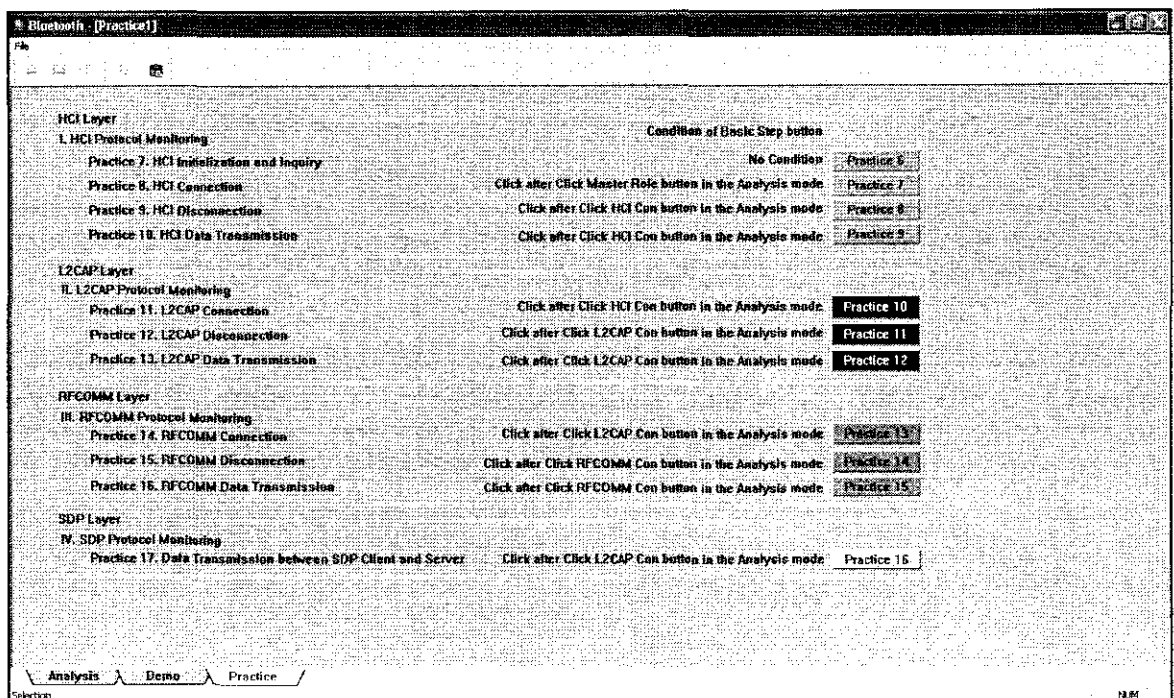 Bluetooth - [Practice1]
File
HCI Layer
Condition of Basic Step button
I. HCI Protocol Monitoring
Practice 7. HCI Initialization and Inquiry No Condition Practice 6
Practice 8. HCI Connection Click after Click Master Role button in the Analysis mode Practice 7
Practice 9. HCI Disconnection Click after Click HCI Con button in the Analysis mode Practice 8
Practice 10. HCI Data Transmission Click after Click HCI Con button in the Analysis mode Practice 9
L2CAP Layer
II. L2CAP Protocol Monitoring
Practice 11. L2CAP Connection Click after Click HCI Con button in the Analysis mode Practice 10
Practice 12. L2CAP Disconnection Click after Click L2CAP Con button in the Analysis mode Practice 11
Practice 13. L2CAP Data Transmission Click after Click L2CAP Con button in the Analysis mode Practice 12
RFCOMM Layer
III. RFCOMM Protocol Monitoring
Practice 14. RFCOMM Connection Click after Click L2CAP Con button in the Analysis mode Practice 13
Practice 15. RFCOMM Disconnection Click after Click RFCOMM Con button in the Analysis mode Practice 14
Practice 16. RFCOMM Data Transmission Click after Click RFCOMM Con button in the Analysis mode Practice 15
SDP Layer
IV. SDP Protocol Monitoring
Practice 17. Data Transmission between SDP Client and Server Click after Click L2CAP Con button in the Analysis mode Practice 16
Analysis Demo Practice
Selection NUM